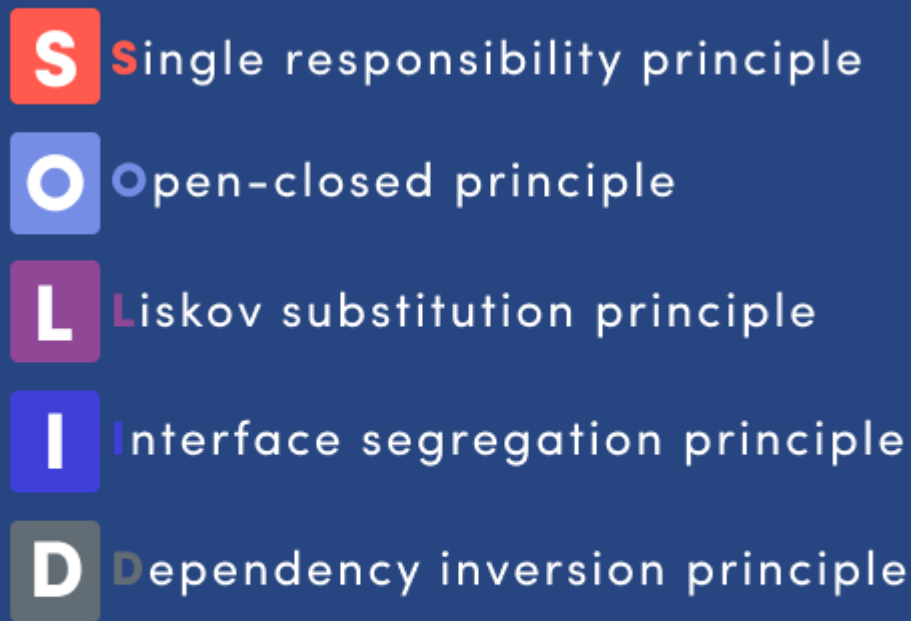 S Single responsibility principle
O Open-closed principle
L Liskov substitution principle
I Interface segregation principle
D Dependency inversion principle